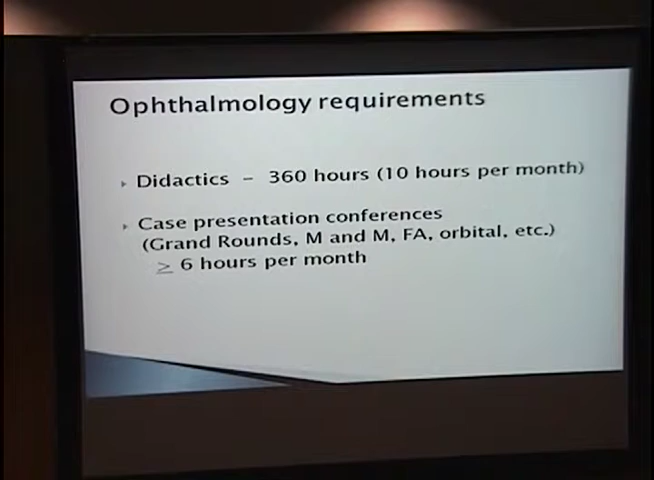 Ophthalmology requirements
Didactics – 360 hours (10 hours per month)
Case presentation conferences
(Grand Rounds, M and M, FA, orbital, etc.)
≥ 6 hours per month